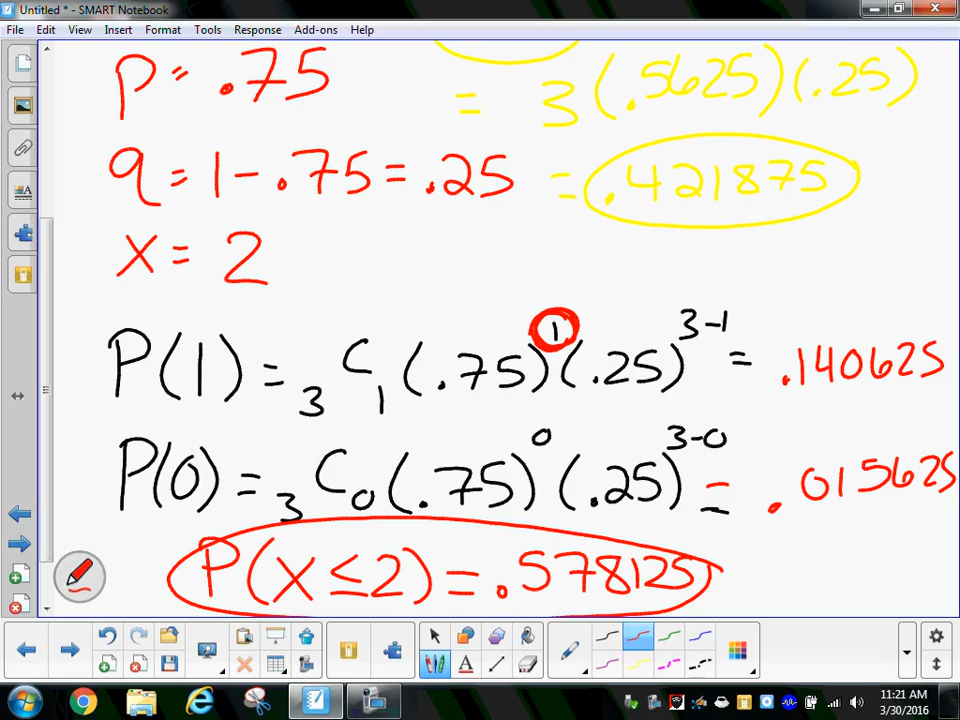 Untitled * - SMART Notebook
File Edit View Insert Format Tools Response Add-ons Help
p = .75
= 3(.5625)(.25)
q = 1 - .75 = .25
= .421875
x = 2
P(1) = ₃C₁(.75)¹(.25)³⁻¹ = .140625
P(0) = ₃C₀(.75)⁰(.25)³⁻⁰ = .015625
P(X ≤ 2) = .578125
A
11:21 AM
3/30/2016